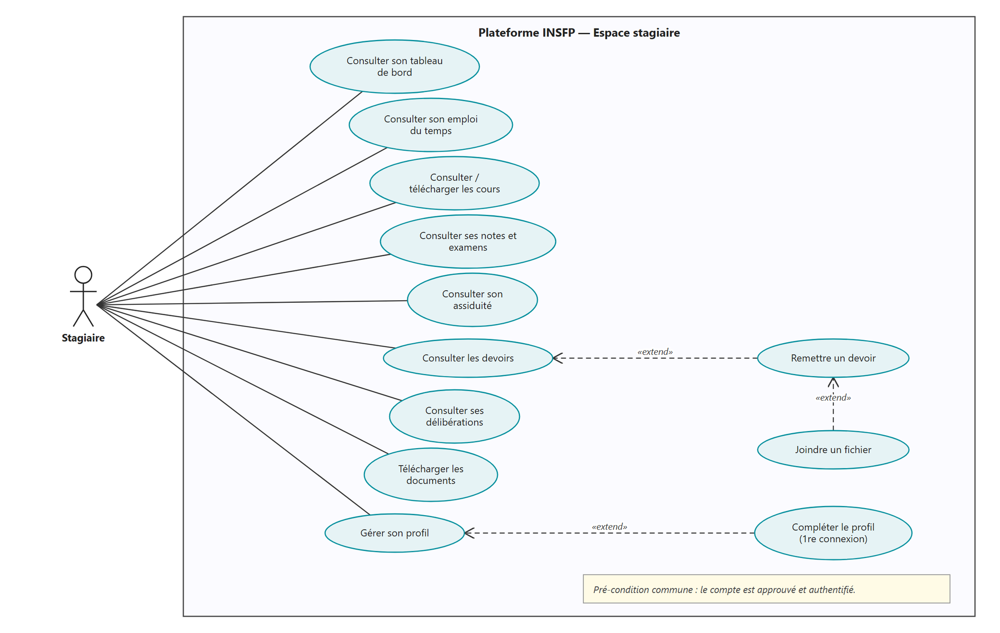 Plateforme INSFP — Espace stagiaire
Consulter son tableau
de bord
Consulter son emploi
du temps
Consulter /
télécharger les cours
Consulter ses notes et
examens
Consulter son
assiduité
Stagiaire
Consulter les devoirs
«extend»
Remettre un devoir
«extend»
Consulter ses
délibérations
Joindre un fichier
Télécharger les
documents
Gérer son profil
«extend»
Compléter le profil
(1re connexion)
Pré-condition commune : le compte est approuvé et authentifié.